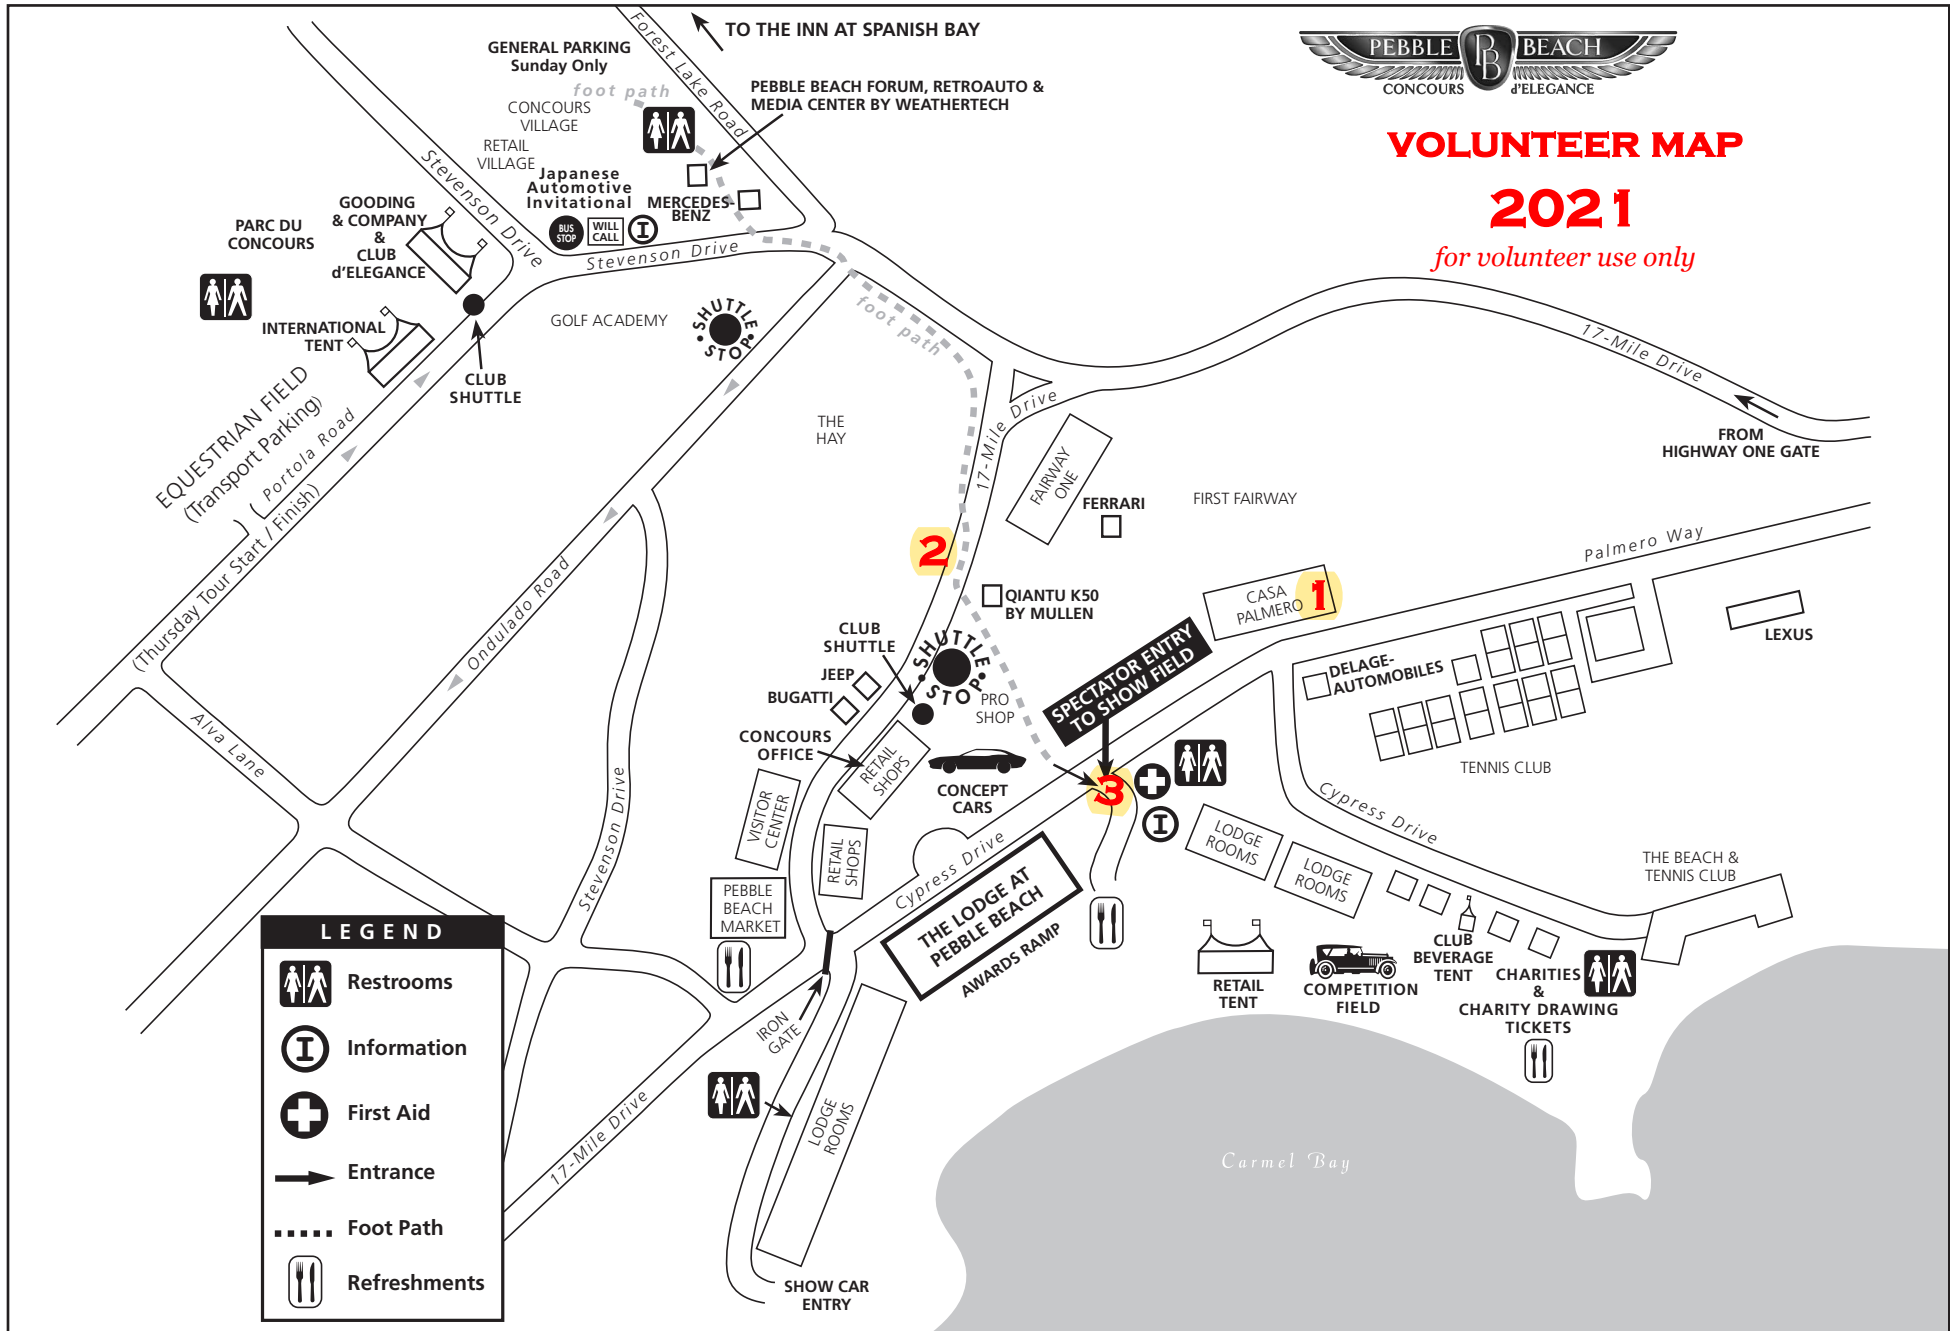 TO THE INN AT SPANISH BAY
Forest Lake Road
GENERAL PARKING
Sunday Only
foot path
CONCOURS
VILLAGE
RETAIL
VILLAGE
PEBBLE BEACH FORUM, RETROAUTO &
MEDIA CENTER BY WEATHERTECH
PEBBLE BEACH
PB
CONCOURS d'ELEGANCE
VOLUNTEER MAP
2021
for volunteer use only
Japanese
Automotive
Invitational
MERCEDES-
BENZ
BUS
STOP
WILL
CALL
I
Stevenson Drive
Stevenson Drive
GOODING
& COMPANY
&
CLUB
d'ELEGANCE
PARC DU
CONCOURS
INTERNATIONAL
TENT
CLUB
SHUTTLE
GOLF ACADEMY
SHUTTLE
STOP
foot path
EQUESTRIAN FIELD
(Transport Parking)
(Portola Road
(Thursday Tour Start / Finish)
THE
HAY
17-Mile Drive
17-Mile Drive
FROM
HIGHWAY ONE GATE
FAIRWAY
ONE
FERRARI
FIRST FAIRWAY
Palmero Way
2
QIANTU K50
BY MULLEN
CASA
PALMERO
1
LEXUS
Ondulado Road
CLUB
SHUTTLE
SHUTTLE
STOP
JEEP
BUGATTI
PRO
SHOP
SPECTATOR ENTRY
TO SHOW FIELD
DELAGE-
AUTOMOBILES
TENNIS CLUB
Alva Lane
CONCOURS
OFFICE
RETAIL
SHOPS
CONCEPT
CARS
3
I
VISITOR
CENTER
RETAIL
SHOPS
Stevenson Drive
PEBBLE
BEACH
MARKET
Cypress Drive
THE LODGE AT
PEBBLE BEACH
AWARDS RAMP
LODGE
ROOMS
LODGE
ROOMS
Cypress Drive
THE BEACH &
TENNIS CLUB
RETAIL
TENT
COMPETITION
FIELD
CLUB
BEVERAGE
TENT
CHARITIES
&
CHARITY DRAWING
TICKETS
IRON
GATE
LODGE
ROOMS
17-Mile Drive
SHOW CAR
ENTRY
Carmel Bay
LEGEND
Restrooms
I
Information
First Aid
Entrance
Foot Path
Refreshments